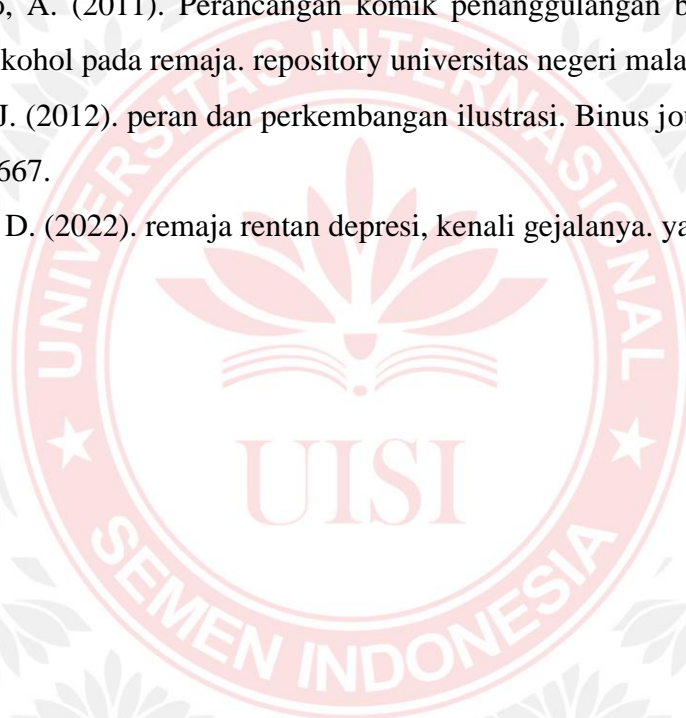 , A. (2011). Perancangan komik penanggulangan b
kohol pada remaja. repository universitas negeri mala
J. (2012). peran dan perkembangan ilustrasi. Binus jou
667.
D. (2022). remaja rentan depresi, kenali gejalanya. ya
UNIVERSITAS INTERNASIONAL
UISI
SEMEN INDONESIA